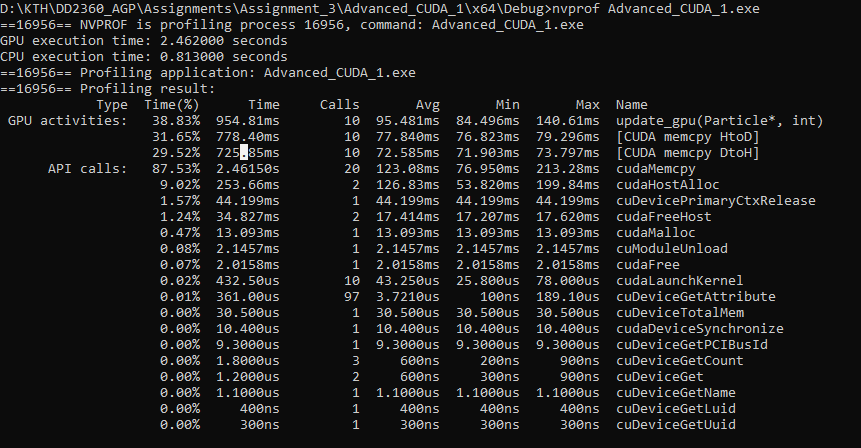 D:\KTH\DD2360_AGP\Assignments\Assignment_3\Advanced_CUDA_1\x64\Debug>nvprof Advanced_CUDA_1.exe
==16956== NVPROF is profiling process 16956, command: Advanced_CUDA_1.exe
GPU execution time: 2.462000 seconds
CPU execution time: 0.813000 seconds
==16956== Profiling application: Advanced_CUDA_1.exe
==16956== Profiling result:
Type Time(%) Time Calls Avg Min Max Name
GPU activities: 38.83% 954.81ms 10 95.481ms 84.496ms 140.61ms update_gpu(Particle*, int)
31.65% 778.40ms 10 77.840ms 76.823ms 79.296ms [CUDA memcpy HtoD]
29.52% 725.85ms 10 72.585ms 71.903ms 73.797ms [CUDA memcpy DtoH]
API calls: 87.53% 2.46150s 20 123.08ms 76.950ms 213.28ms cudaMemcpy
9.02% 253.66ms 2 126.83ms 53.820ms 199.84ms cudaHostAlloc
1.57% 44.199ms 1 44.199ms 44.199ms 44.199ms cuDevicePrimaryCtxRelease
1.24% 34.827ms 2 17.414ms 17.207ms 17.620ms cudaFreeHost
0.47% 13.093ms 1 13.093ms 13.093ms 13.093ms cudaMalloc
0.08% 2.1457ms 1 2.1457ms 2.1457ms 2.1457ms cuModuleUnload
0.07% 2.0158ms 1 2.0158ms 2.0158ms 2.0158ms cudaFree
0.02% 432.50us 10 43.250us 25.800us 78.000us cudaLaunchKernel
0.01% 361.00us 97 3.7210us 100ns 189.10us cuDeviceGetAttribute
0.00% 30.500us 1 30.500us 30.500us 30.500us cuDeviceTotalMem
0.00% 10.400us 1 10.400us 10.400us 10.400us cudaDeviceSynchronize
0.00% 9.3000us 1 9.3000us 9.3000us 9.3000us cuDeviceGetPCIBusId
0.00% 1.8000us 3 600ns 200ns 900ns cuDeviceGetCount
0.00% 1.2000us 2 600ns 300ns 900ns cuDeviceGet
0.00% 1.1000us 1 1.1000us 1.1000us 1.1000us cuDeviceGetName
0.00% 400ns 1 400ns 400ns 400ns cuDeviceGetLuid
0.00% 300ns 1 300ns 300ns 300ns cuDeviceGetUuid